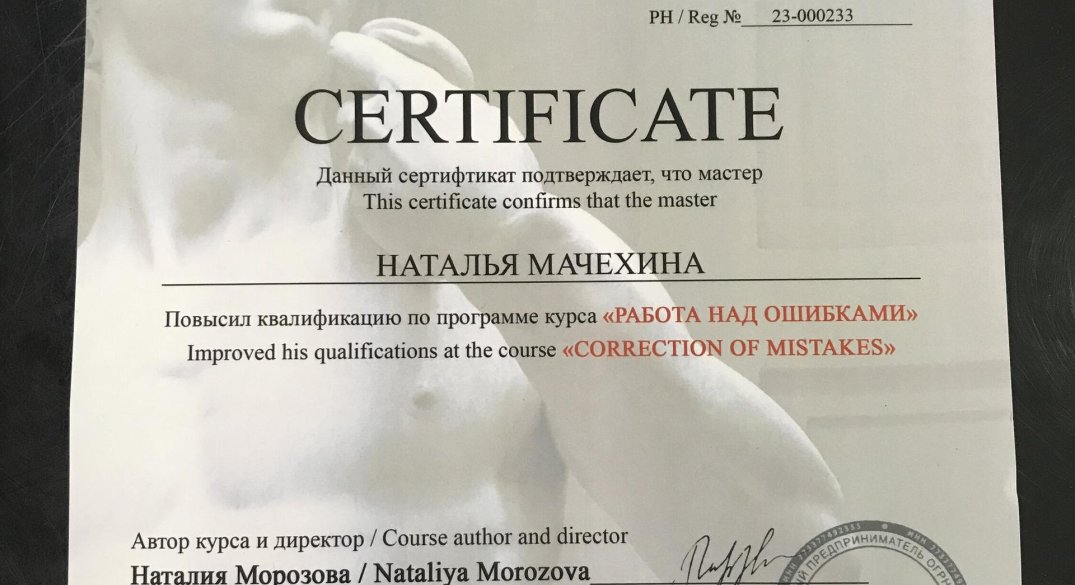 РН / Reg № 23-000233
CERTIFICATE
Данный сертифтикат подтверждает, что мастер
This certificate confirms that the master
НАТАЛЬЯ МАЧЕХИНА
Повысил квалификацию по программе курса «РАБОТА НАД ОШИБКАМИ»
Improved his qualifications at the course «CORRECTION OF MISTAKES»
Автор курса и директор / Course author and director
Наталия Морозова / Nataliya Morozova
ПРЕДПРИНИМАТЕЛЬ